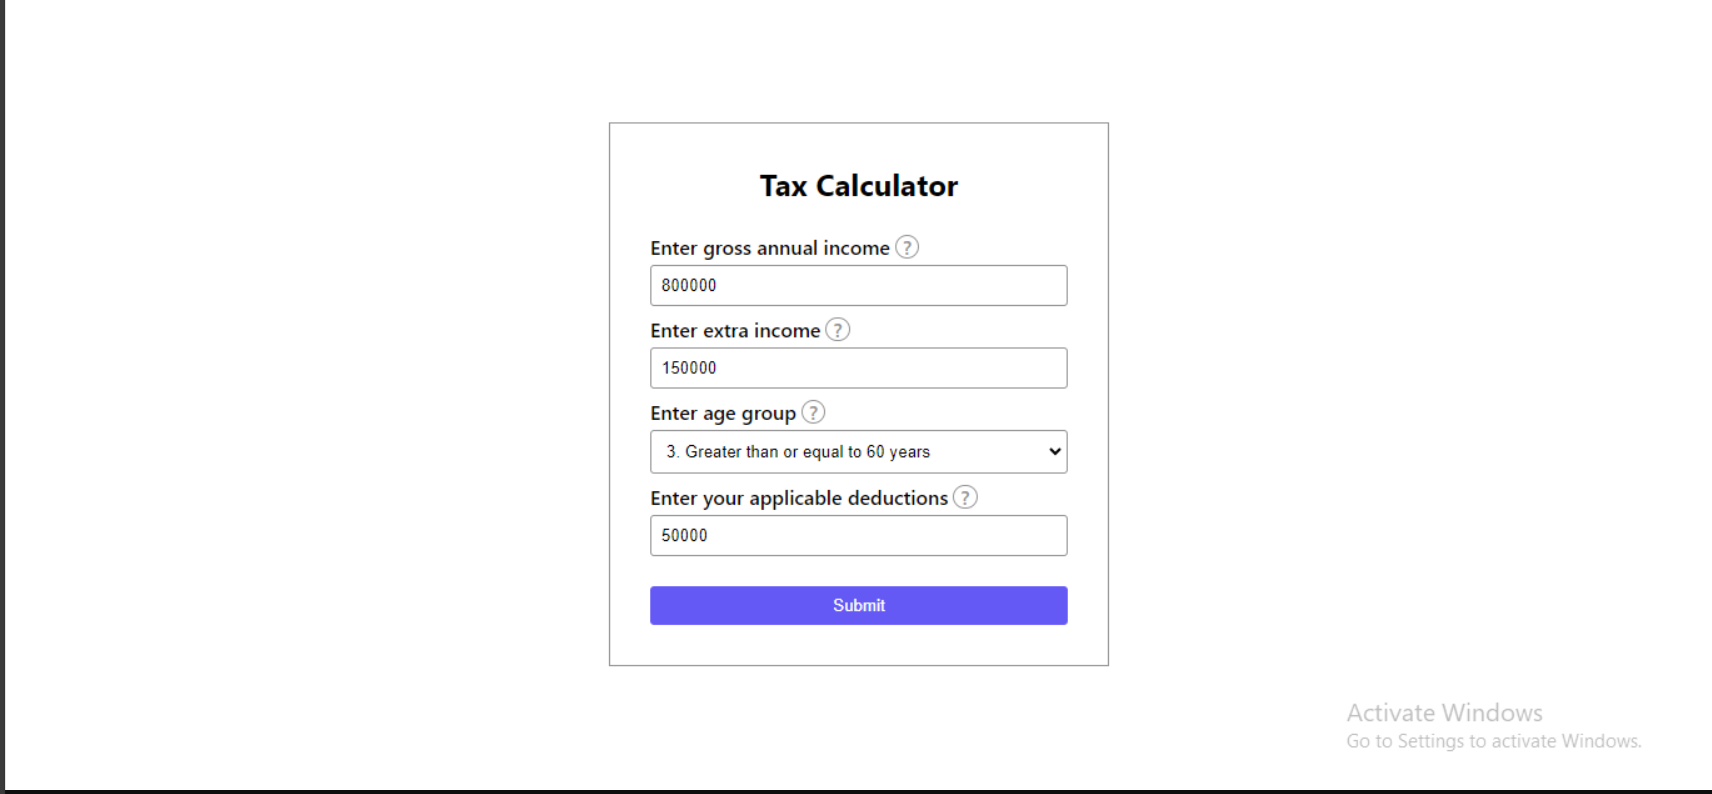 Tax Calculator
Enter gross annual income ?
800000
Enter extra income ?
150000
Enter age group ?
3. Greater than or equal to 60 years
Enter your applicable deductions ?
50000
Submit
Activate Windows
Go to Settings to activate Windows.